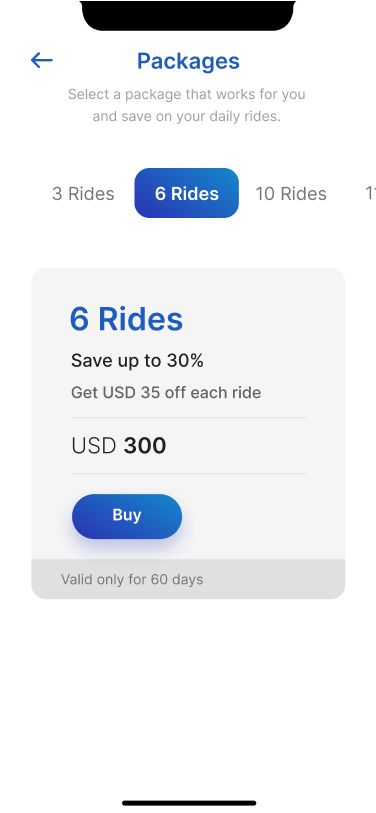 Packages
Select a package that works for you
and save on your daily rides.
3 Rides
6 Rides
10 Rides
6 Rides
Save up to 30%
Get USD 35 off each ride
USD 300
Buy
Valid only for 60 days